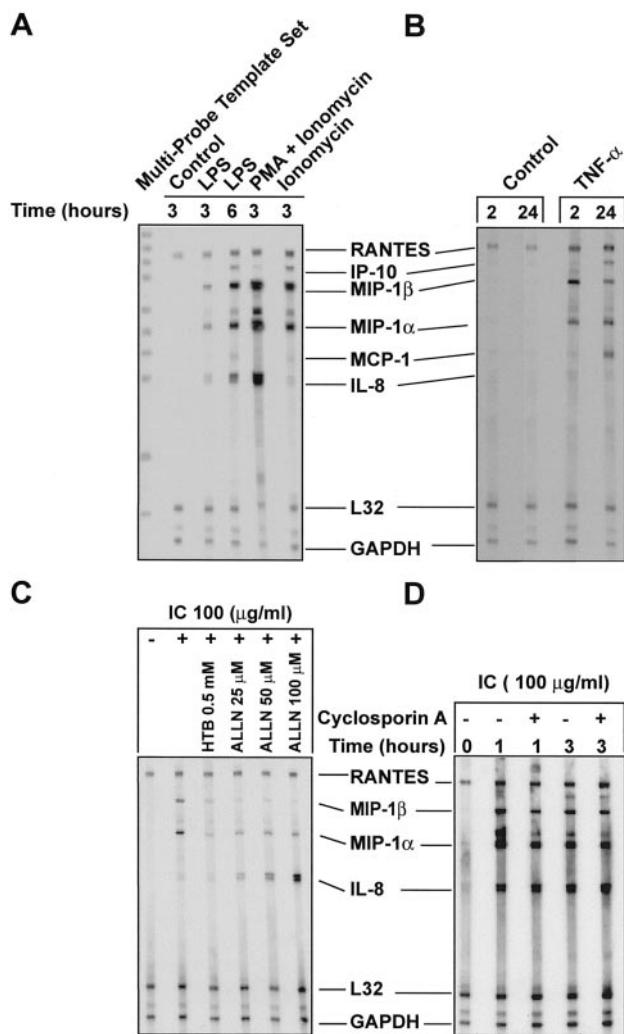 A
Multi-Probe Template Set
Control
LPS
LPS
PMA + Ionomycin
Ionomycin
Time (hours) 3 3 6 3 3
B
Control TNF-α
2 24 2 24
RANTES
IP-10
MIP-1β
MIP-1α
MCP-1
IL-8
L32
GAPDH
C
IC 100 (μg/ml)
- + + + + +
HTB 0.5 mM
ALLN 25 μM
ALLN 50 μM
ALLN 100 μM
D
IC ( 100 μg/ml)
Cyclosporin A - - + - +
Time (hours) 0 1 1 3 3
RANTES
MIP-1β
MIP-1α
IL-8
L32
GAPDH